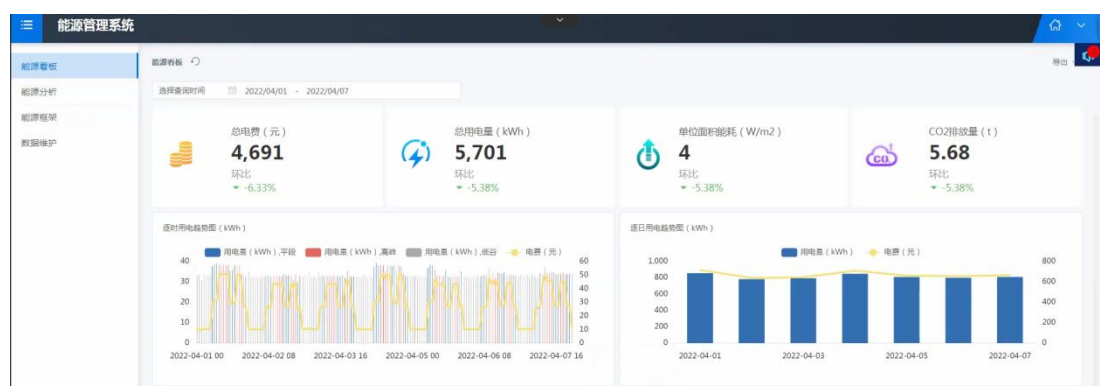 能源管理系统
能源看板
能源分析
能源框架
数据维护
能源看板
导出
选择查询时间 2022/04/01 - 2022/04/07
总电费（元）
4,691
环比
-6.33%
总用电量（kWh）
5,701
环比
-5.38%
单位面积能耗（W/m2）
4
环比
-5.38%
CO2排放量（t）
5.68
环比
-5.38%
逐时用电趋势图（kWh）
用电量（kWh）,平段 用电量（kWh）,高峰 用电量（kWh）,低谷 电费（元）
40
30
20
10
0
60
50
40
30
20
10
0
2022-04-01 00 2022-04-02 08 2022-04-03 16 2022-04-05 00 2022-04-06 08 2022-04-07 16
逐日用电趋势图（kWh）
用电量（kWh） 电费（元）
1,000
800
600
400
200
0
800
600
400
200
0
2022-04-01 2022-04-03 2022-04-05 2022-04-07